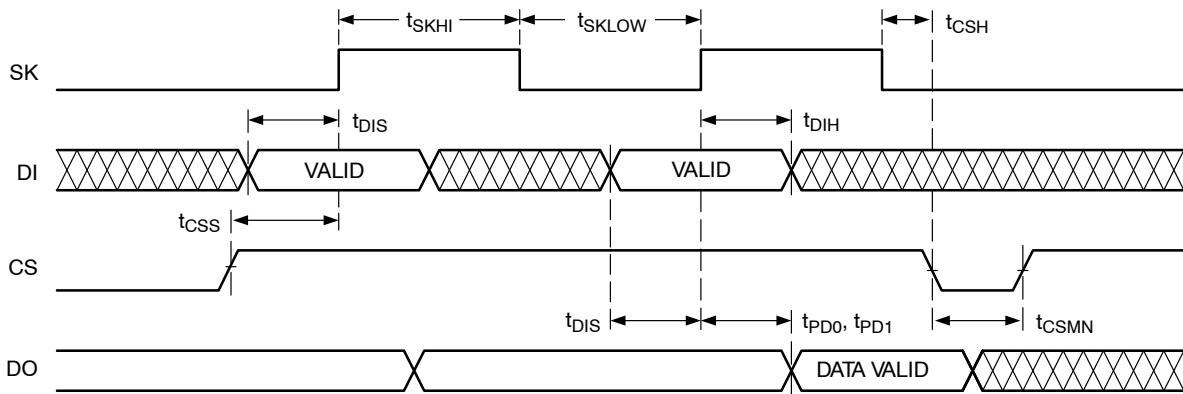 tSKHI tSKLOW tCSH
SK
tDIS tDIH
DI VALID VALID
tCSS
CS
tDIS tPD0, tPD1 tCSMN
DO DATA VALID